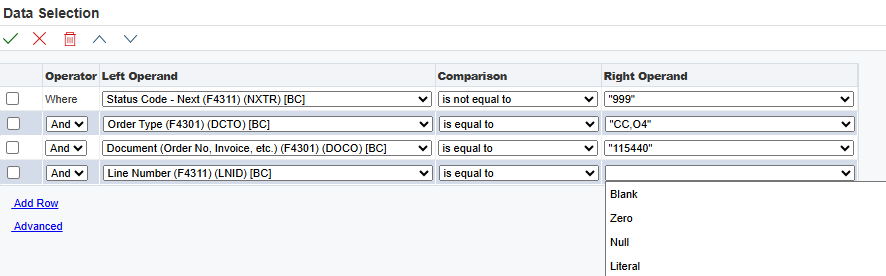 Data Selection
Operator Left Operand Comparison Right Operand
Where Status Code - Next (F4311) (NXTR) [BC] is not equal to "999"
And Order Type (F4301) (DCTO) [BC] is equal to "CC,O4"
And Document (Order No, Invoice, etc.) (F4301) (DOCO) [BC] is equal to "115440"
And Line Number (F4311) (LNID) [BC] is equal to
Blank
Add Row
Zero
Advanced
Null
Literal